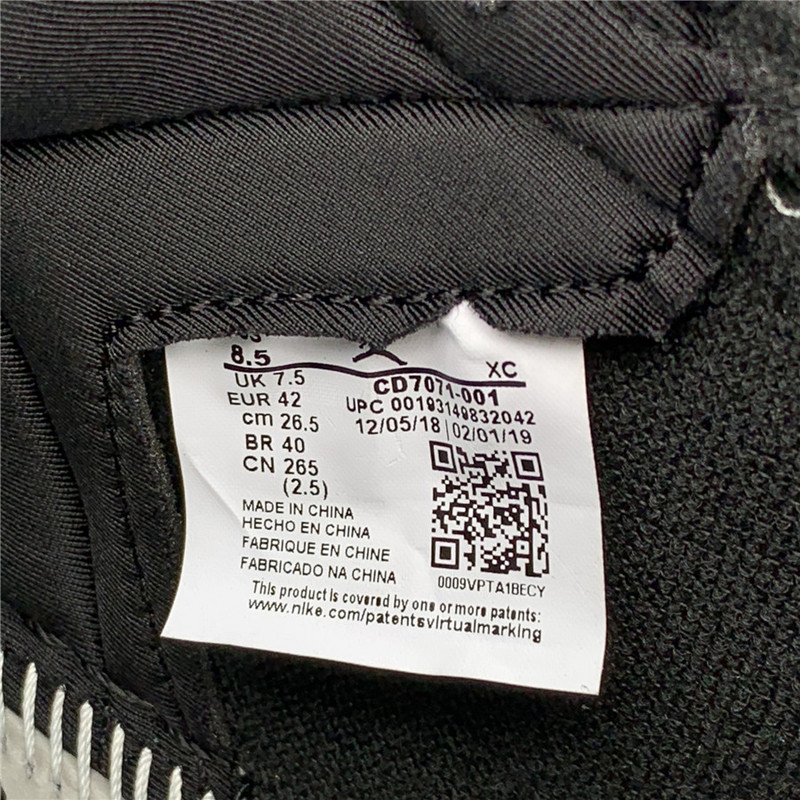 8.5
XC
UK 7.5
CD7071-001
EUR 42
UPC 00193149832042
cm 26.5
12/05/18 | 02/01/19
BR 40
CN 265
(2.5)
MADE IN CHINA
HECHO EN CHINA
FABRIQUE EN CHINE
FABRICADO NA CHINA
0009VPTA1BECY
This product is covered by one or more patents:
www.nike.com/patentsvirtualmarking